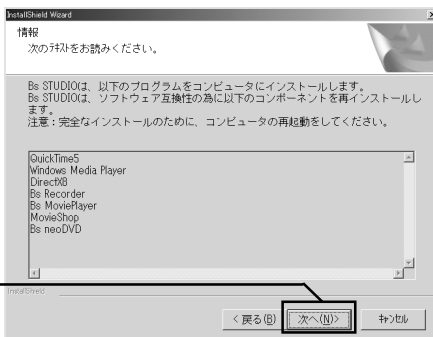 InstallShield Wizard
情報
次のテキストをお読みください。
Bs STUDIOは、以下のプログラムをコンピュータにインストールします。
Bs STUDIOは、ソフトウェア互換性の為に以下のコンポーネントを再インストールし
ます。
注意：完全なインストールのために、コンピュータの再起動をしてください。
QuickTime5
Windows Media Player
DirectX8
Bs Recorder
Bs MoviePlayer
MovieShop
Bs neoDVD
InstallShield
< 戻る(B) 次へ(N)> キャンセル